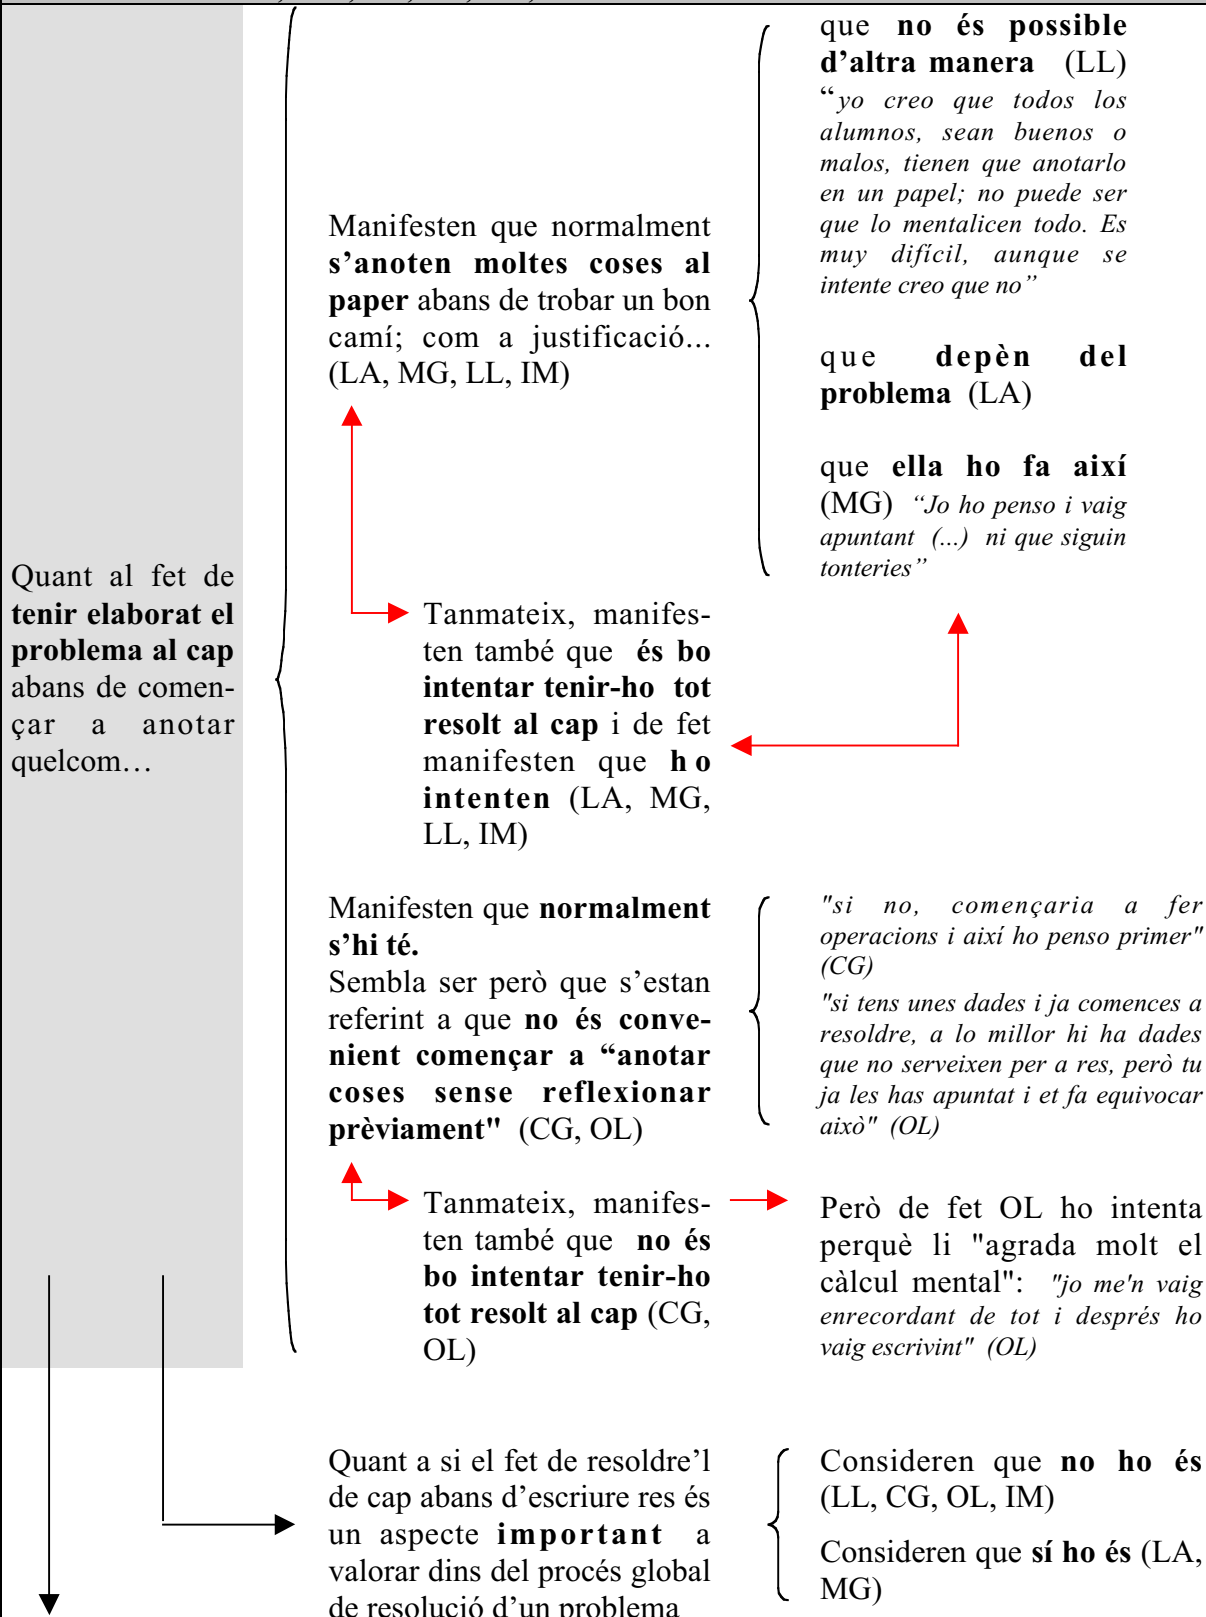 Quant al fet de
tenir elaborat el
problema al cap
abans de comen-
çar a anotar
quelcom…
Manifesten que normalment
s’anoten moltes coses al
paper abans de trobar un bon
camí; com a justificació...
(LA, MG, LL, IM)
que no és possible
d'altra manera (LL)
“yo creo que todos los
alumnos, sean buenos o
malos, tienen que anotarlo
en un papel; no puede ser
que lo mentalicen todo. Es
muy difícil, aunque se
intente creo que no”
que depèn del
problema (LA)
que ella ho fa així
(MG) “Jo ho penso i vaig
apuntant (...) ni que siguin
tonteries”
Tanmateix, manifes-
ten també que és bo
intentar tenir-ho tot
resolt al cap i de fet
manifesten que ho
intenten (LA, MG,
LL, IM)
Manifesten que normalment
s’hi té.
Sembla ser però que s’estan
referint a que no és conve-
nient començar a “anotar
coses sense reflexionar
prèviament" (CG, OL)
"si no, començaria a fer
operacions i així ho penso primer"
(CG)
"si tens unes dades i ja comences a
resoldre, a lo millor hi ha dades
que no serveixen per a res, però tu
ja les has apuntat i et fa equivocar
això" (OL)
Tanmateix, manifes-
ten també que no és
bo intentar tenir-ho
tot resolt al cap (CG,
OL)
Però de fet OL ho intenta
perquè li "agrada molt el
càlcul mental": "jo me'n vaig
enrecordant de tot i després ho
vaig escrivint" (OL)
Quant a si el fet de resoldre’l
de cap abans d’escriure res és
un aspecte important a
valorar dins del procés global
de resolució d’un problema
Consideren que no ho és
(LL, CG, OL, IM)
Consideren que sí ho és (LA,
MG)